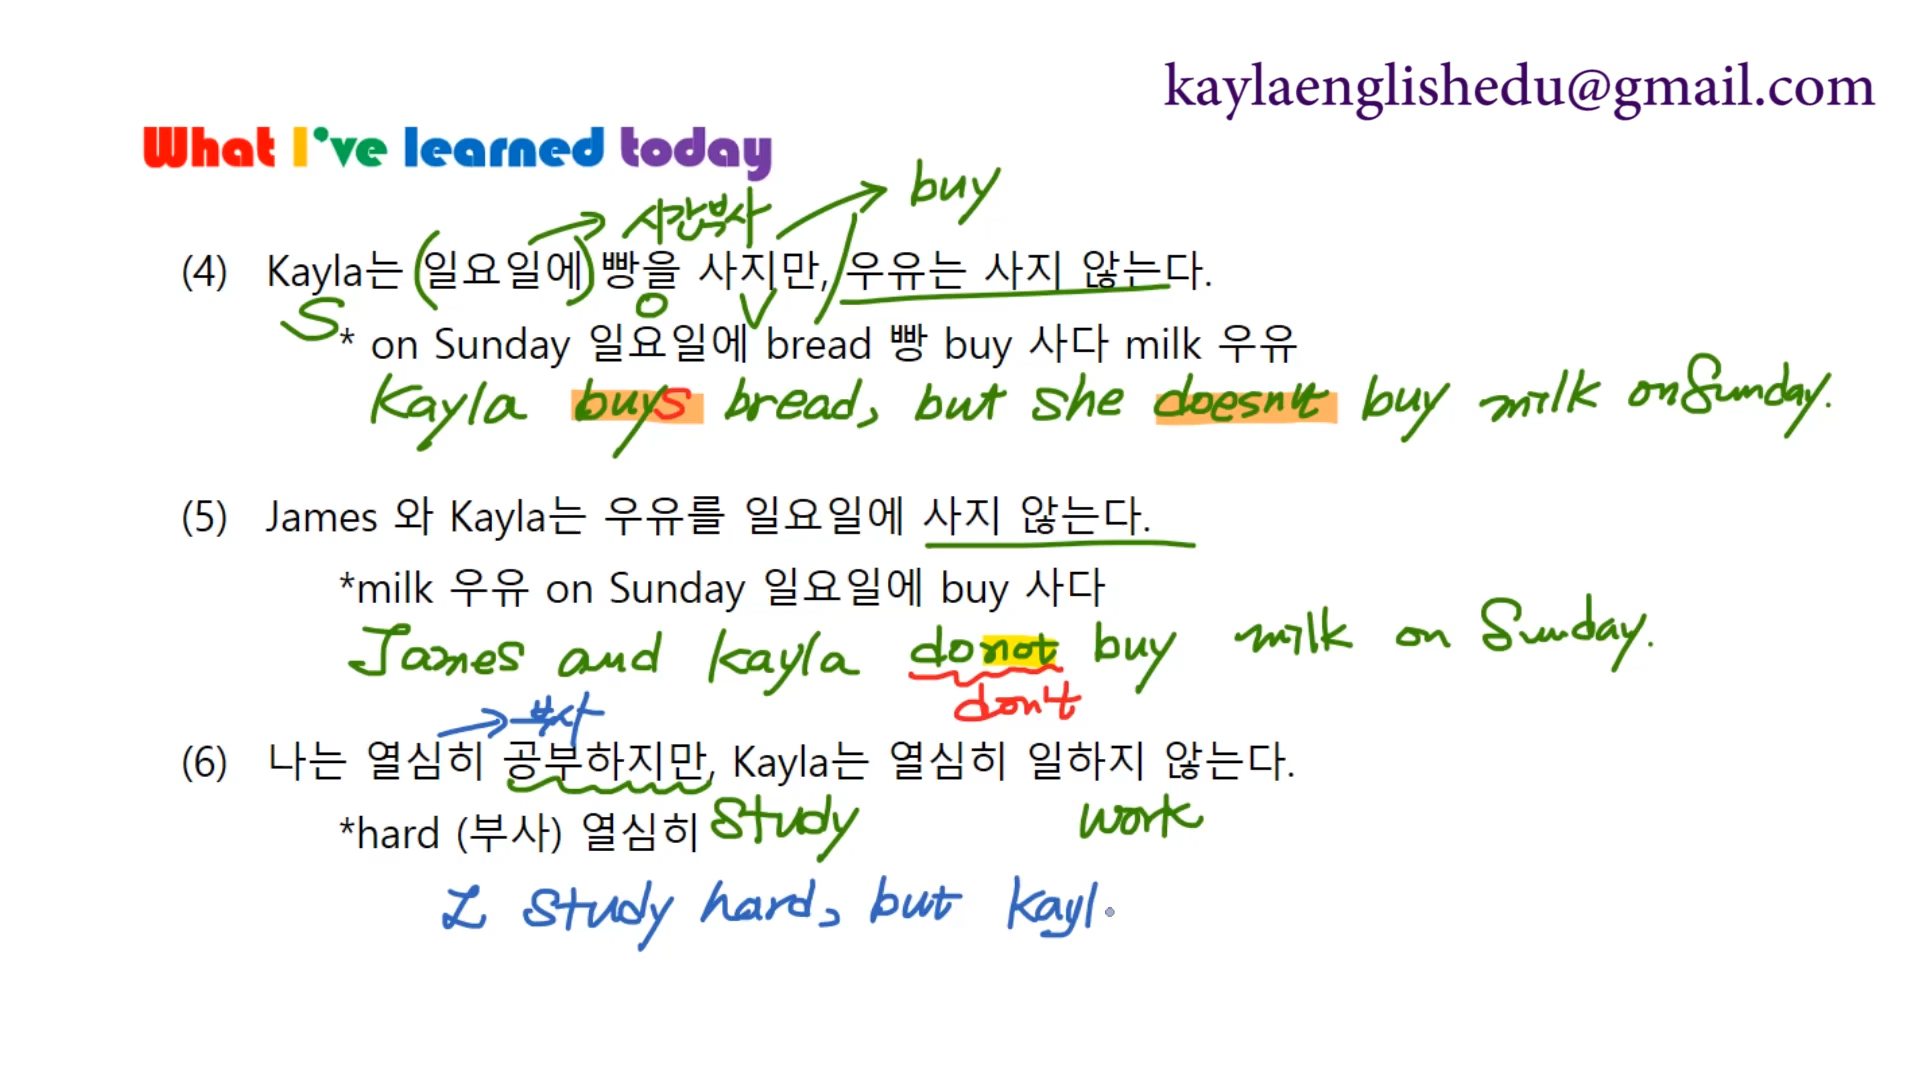 kaylaenglishedu@gmail.com
What I've learned today
시간부사 buy
(4) Kayla는 (일요일에) 빵을 사지만, 우유는 사지 않는다.
S O V
* on Sunday 일요일에 bread 빵 buy 사다 milk 우유
Kayla buys bread, but she doesn't buy milk on Sunday.
(5) James 와 Kayla는 우유를 일요일에 사지 않는다.
*milk 우유 on Sunday 일요일에 buy 사다
James and Kayla do not buy milk on Sunday.
don't
부사
(6) 나는 열심히 공부하지만, Kayla는 열심히 일하지 않는다.
study work
*hard (부사) 열심히
I study hard, but Kayl